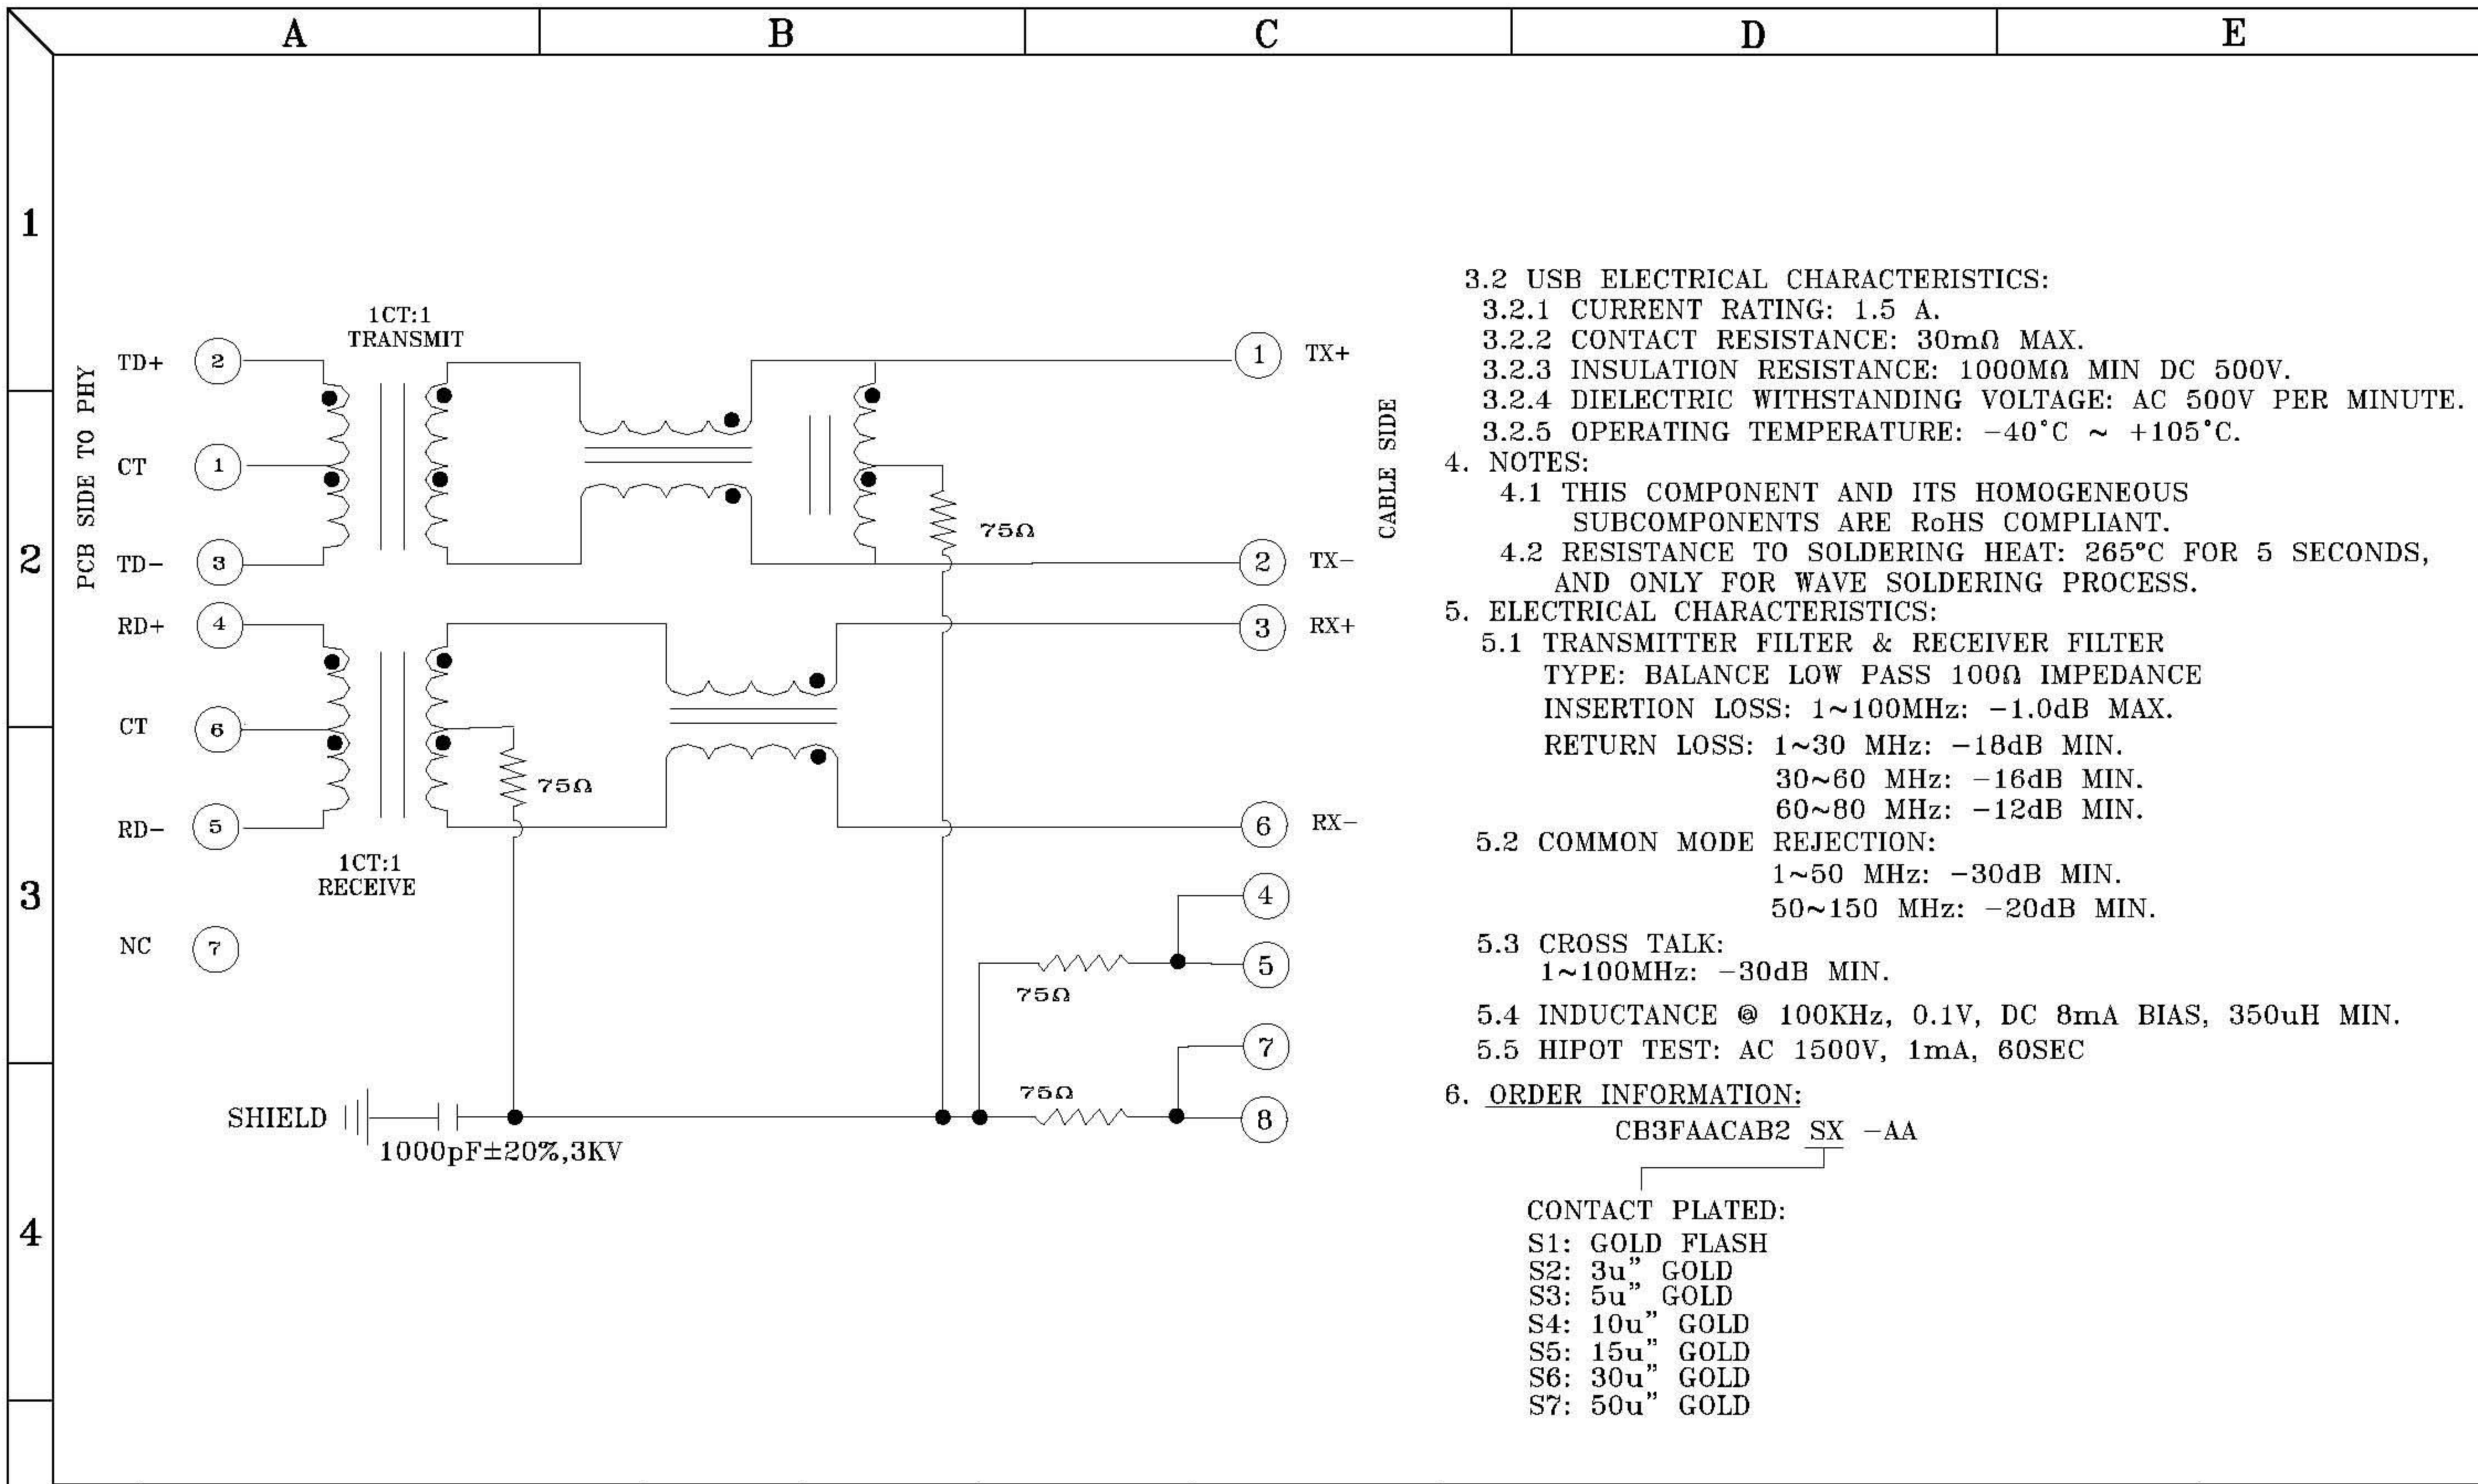 A B C D E
1
2
3
4
1CT:1
TRANSMIT
TD+ 2
CT 1
TD− 3
RD+ 4
CT 6
RD− 5
1CT:1
RECEIVE
NC 7
PCB SIDE TO PHY
75Ω
75Ω
1 TX+
2 TX−
3 RX+
6 RX−
4
5
75Ω
7
75Ω
8
CABLE SIDE
SHIELD
1000pF±20%,3KV
3.2 USB ELECTRICAL CHARACTERISTICS:
3.2.1 CURRENT RATING: 1.5 A.
3.2.2 CONTACT RESISTANCE: 30mΩ MAX.
3.2.3 INSULATION RESISTANCE: 1000MΩ MIN DC 500V.
3.2.4 DIELECTRIC WITHSTANDING VOLTAGE: AC 500V PER MINUTE.
3.2.5 OPERATING TEMPERATURE: −40°C ~ +105°C.
4. NOTES:
4.1 THIS COMPONENT AND ITS HOMOGENEOUS
SUBCOMPONENTS ARE RoHS COMPLIANT.
4.2 RESISTANCE TO SOLDERING HEAT: 265°C FOR 5 SECONDS,
AND ONLY FOR WAVE SOLDERING PROCESS.
5. ELECTRICAL CHARACTERISTICS:
5.1 TRANSMITTER FILTER & RECEIVER FILTER
TYPE: BALANCE LOW PASS 100Ω IMPEDANCE
INSERTION LOSS: 1~100MHz: −1.0dB MAX.
RETURN LOSS: 1~30 MHz: −18dB MIN.
30~60 MHz: −16dB MIN.
60~80 MHz: −12dB MIN.
5.2 COMMON MODE REJECTION:
1~50 MHz: −30dB MIN.
50~150 MHz: −20dB MIN.
5.3 CROSS TALK:
1~100MHz: −30dB MIN.
5.4 INDUCTANCE @ 100KHz, 0.1V, DC 8mA BIAS, 350uH MIN.
5.5 HIPOT TEST: AC 1500V, 1mA, 60SEC
6. ORDER INFORMATION:
CB3FAACAB2 SX −AA
CONTACT PLATED:
S1: GOLD FLASH
S2: 3u” GOLD
S3: 5u” GOLD
S4: 10u” GOLD
S5: 15u” GOLD
S6: 30u” GOLD
S7: 50u” GOLD